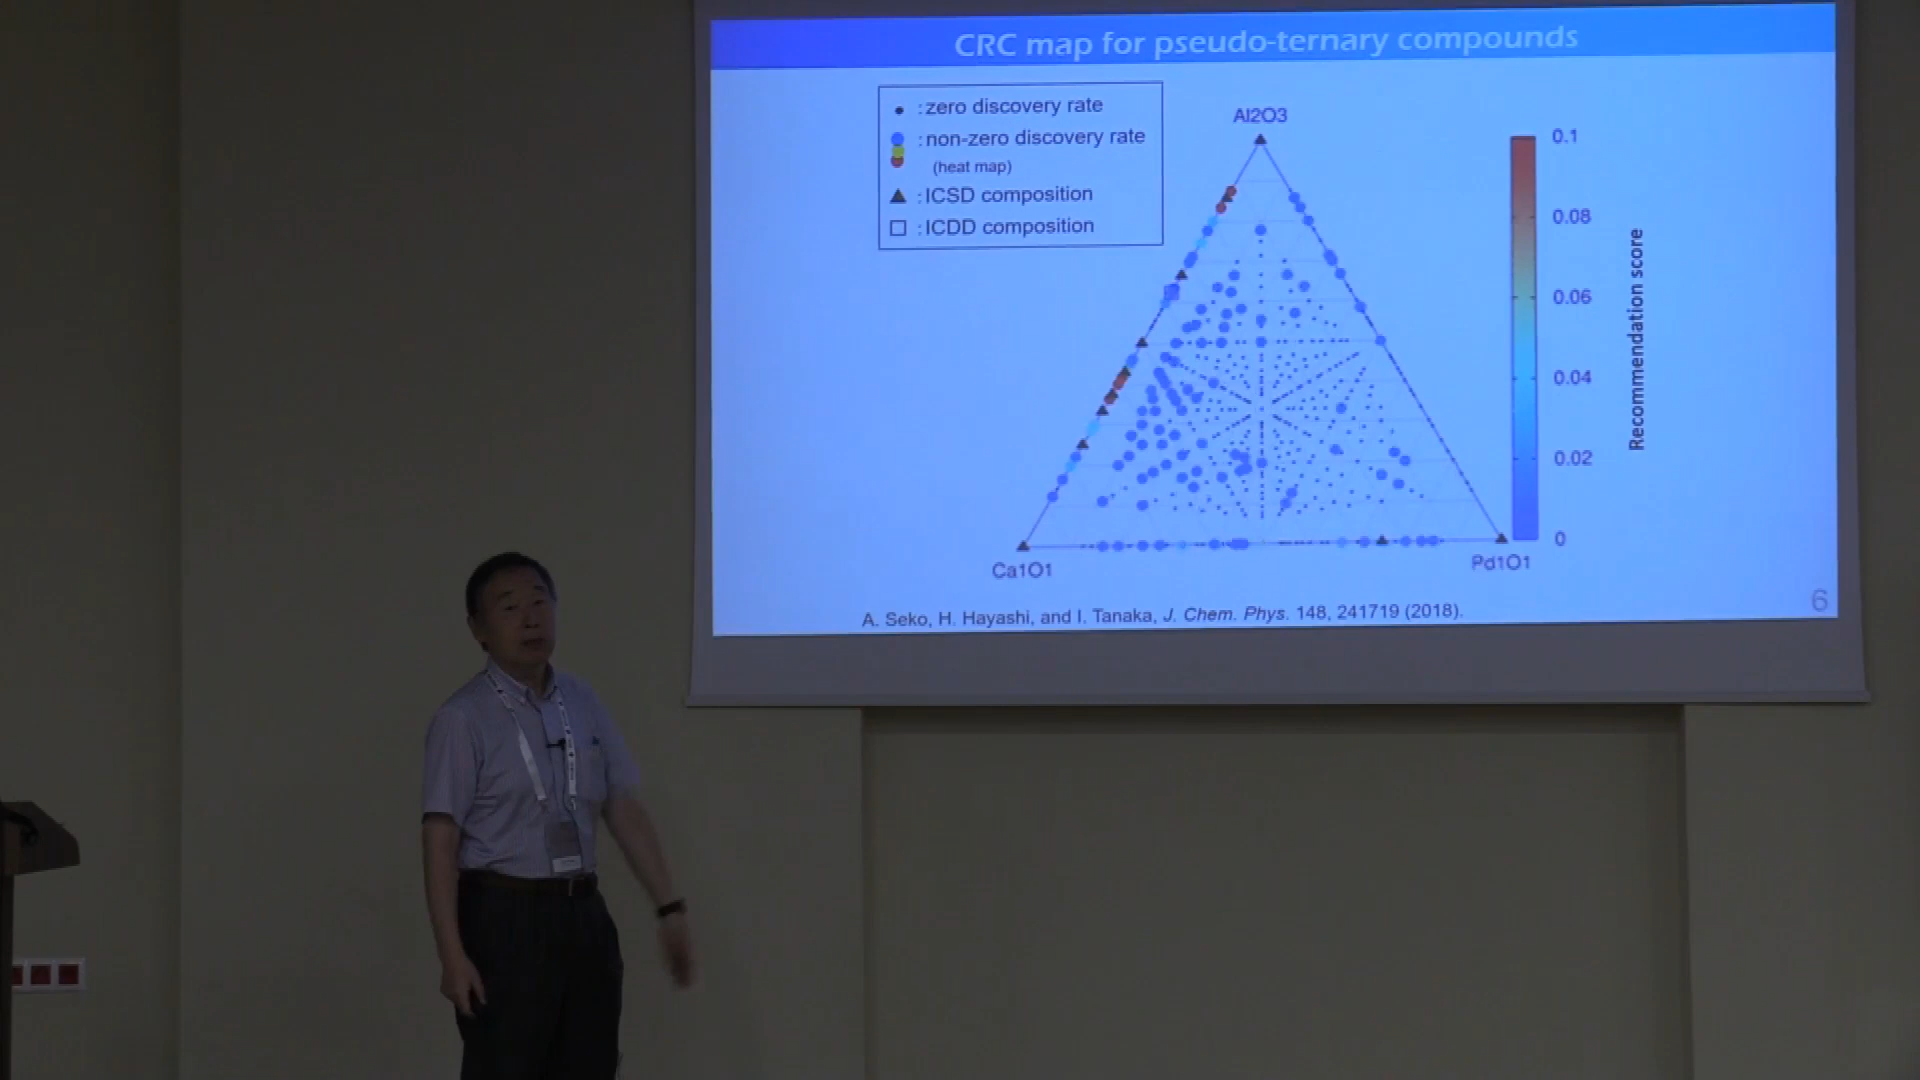 CRC map for pseudo-ternary compounds
: zero discovery rate
: non-zero discovery rate
(heat map)
: ICSD composition
: ICDD composition
Al2O3
Ca1O1
Pd1O1
0.1
0.08
0.06
0.04
0.02
0
Recommendation score
A. Seko, H. Hayashi, and I. Tanaka, J. Chem. Phys. 148, 241719 (2018).
6